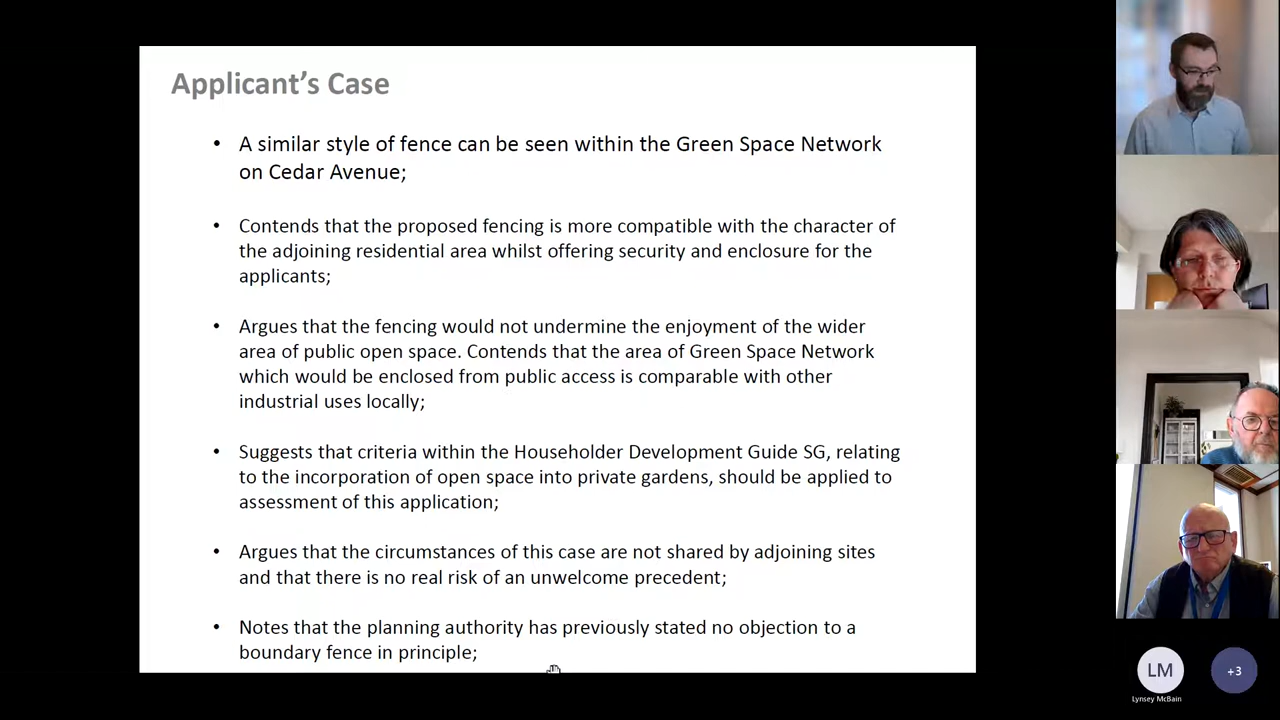 Applicant's Case
• A similar style of fence can be seen within the Green Space Network
on Cedar Avenue;
• Contends that the proposed fencing is more compatible with the character of
the adjoining residential area whilst offering security and enclosure for the
applicants;
• Argues that the fencing would not undermine the enjoyment of the wider
area of public open space. Contends that the area of Green Space Network
which would be enclosed from public access is comparable with other
industrial uses locally;
• Suggests that criteria within the Householder Development Guide SG, relating
to the incorporation of open space into private gardens, should be applied to
assessment of this application;
• Argues that the circumstances of this case are not shared by adjoining sites
and that there is no real risk of an unwelcome precedent;
• Notes that the planning authority has previously stated no objection to a
boundary fence in principle;
LM
+3
Lynsey McBain